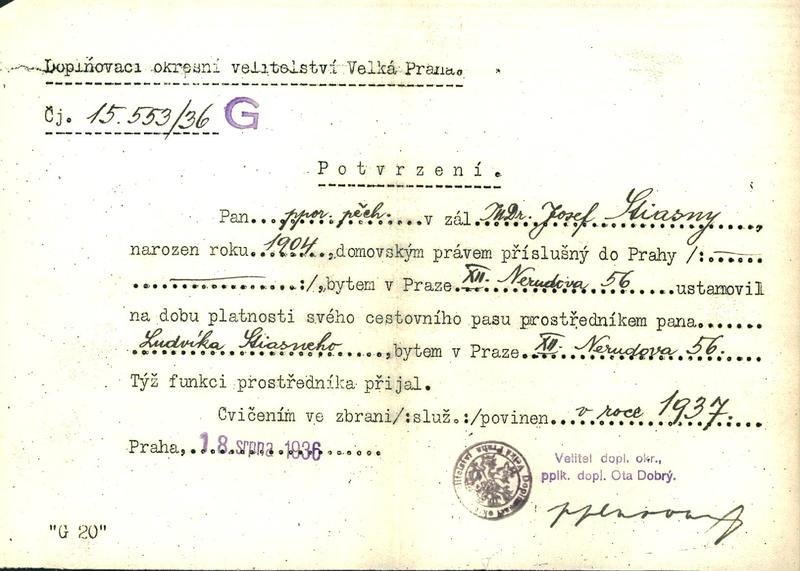 Doplňovací okresní velitelství Velká Praha.
Čj. 15.553/36 G
Potvrzení.
Pan....ppor. pěch.....v zál. MDr. Josef Stiasny....,
narozen roku..1904..,domovským právem příslušný do Prahy /:
:/,bytem v Praze XII. Nerudova 56.....ustanovil
na dobu platnosti svého cestovního pasu prostředníkem pana......
Ludvíka Stiasneho.....,bytem v Praze..XII. Nerudova 56.
Týž funkci prostředníka přijal.
Cvičením ve zbrani/:služ.:/povinen...v roce 1937.
Praha, 18. srpna 1936
Velitel dopl. okr.,
pplk. dopl. Ota Dobrý.
"G 20"